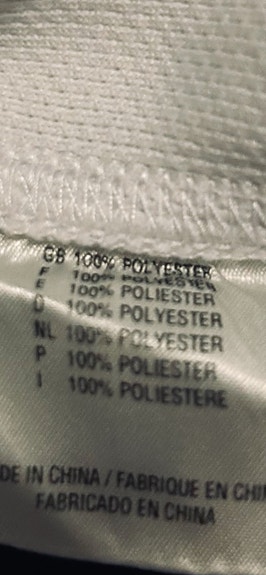 GB 100% POLYESTER
F 100% POLYESTER
E 100% POLIESTER
D 100% POLYESTER
NL 100% POLYESTER
P 100% POLIESTER
I 100% POLIESTERE
DE IN CHINA / FABRIQUE EN CHI
FABRICADO EN CHINA